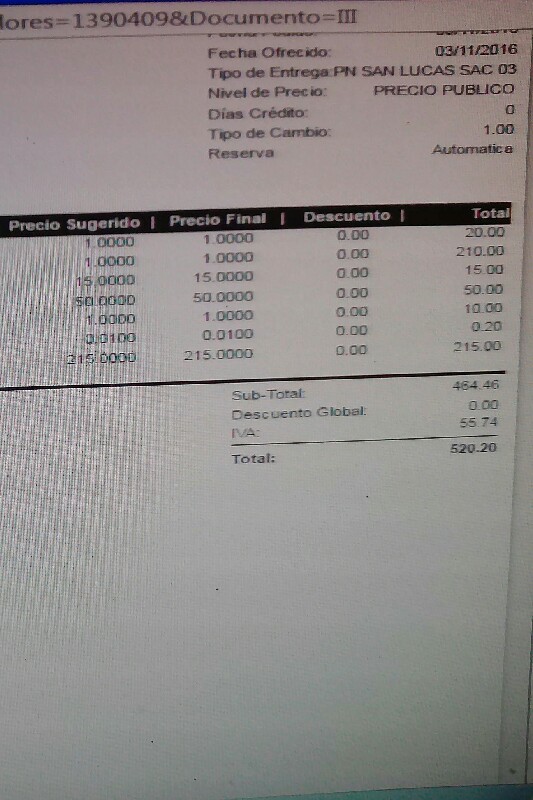 lores=1390409&Documento=III
Fecha Ofrecido: 03/11/2016
Tipo de Entrega:PN SAN LUCAS SAC 03
Nivel de Precio: PRECIO PUBLICO
Días Crédito: 0
Tipo de Cambio: 1.00
Reserva Automatica
Precio Sugerido | Precio Final | Descuento | Total
1.0000 1.0000 0.00 20.00
1.0000 1.0000 0.00 210.00
15.0000 15.0000 0.00 15.00
50.0000 50.0000 0.00 50.00
1.0000 1.0000 0.00 10.00
0.0100 0.0100 0.00 0.20
215.0000 215.0000 0.00 215.00
Sub-Total: 464.46
Descuento Global: 0.00
IVA: 55.74
Total: 520.20